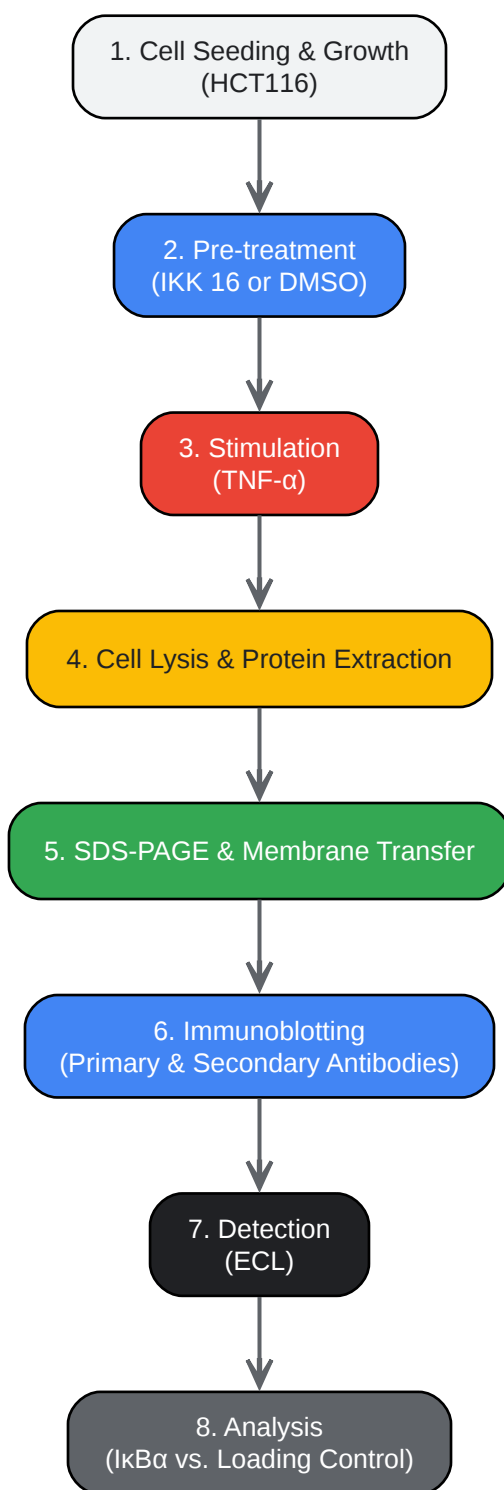 1. Cell Seeding & Growth
(HCT116)
2. Pre-treatment
(IKK 16 or DMSO)
3. Stimulation
(TNF-α)
4. Cell Lysis & Protein Extraction
5. SDS-PAGE & Membrane Transfer
6. Immunoblotting
(Primary & Secondary Antibodies)
7. Detection
(ECL)
8. Analysis
(IκBα vs. Loading Control)